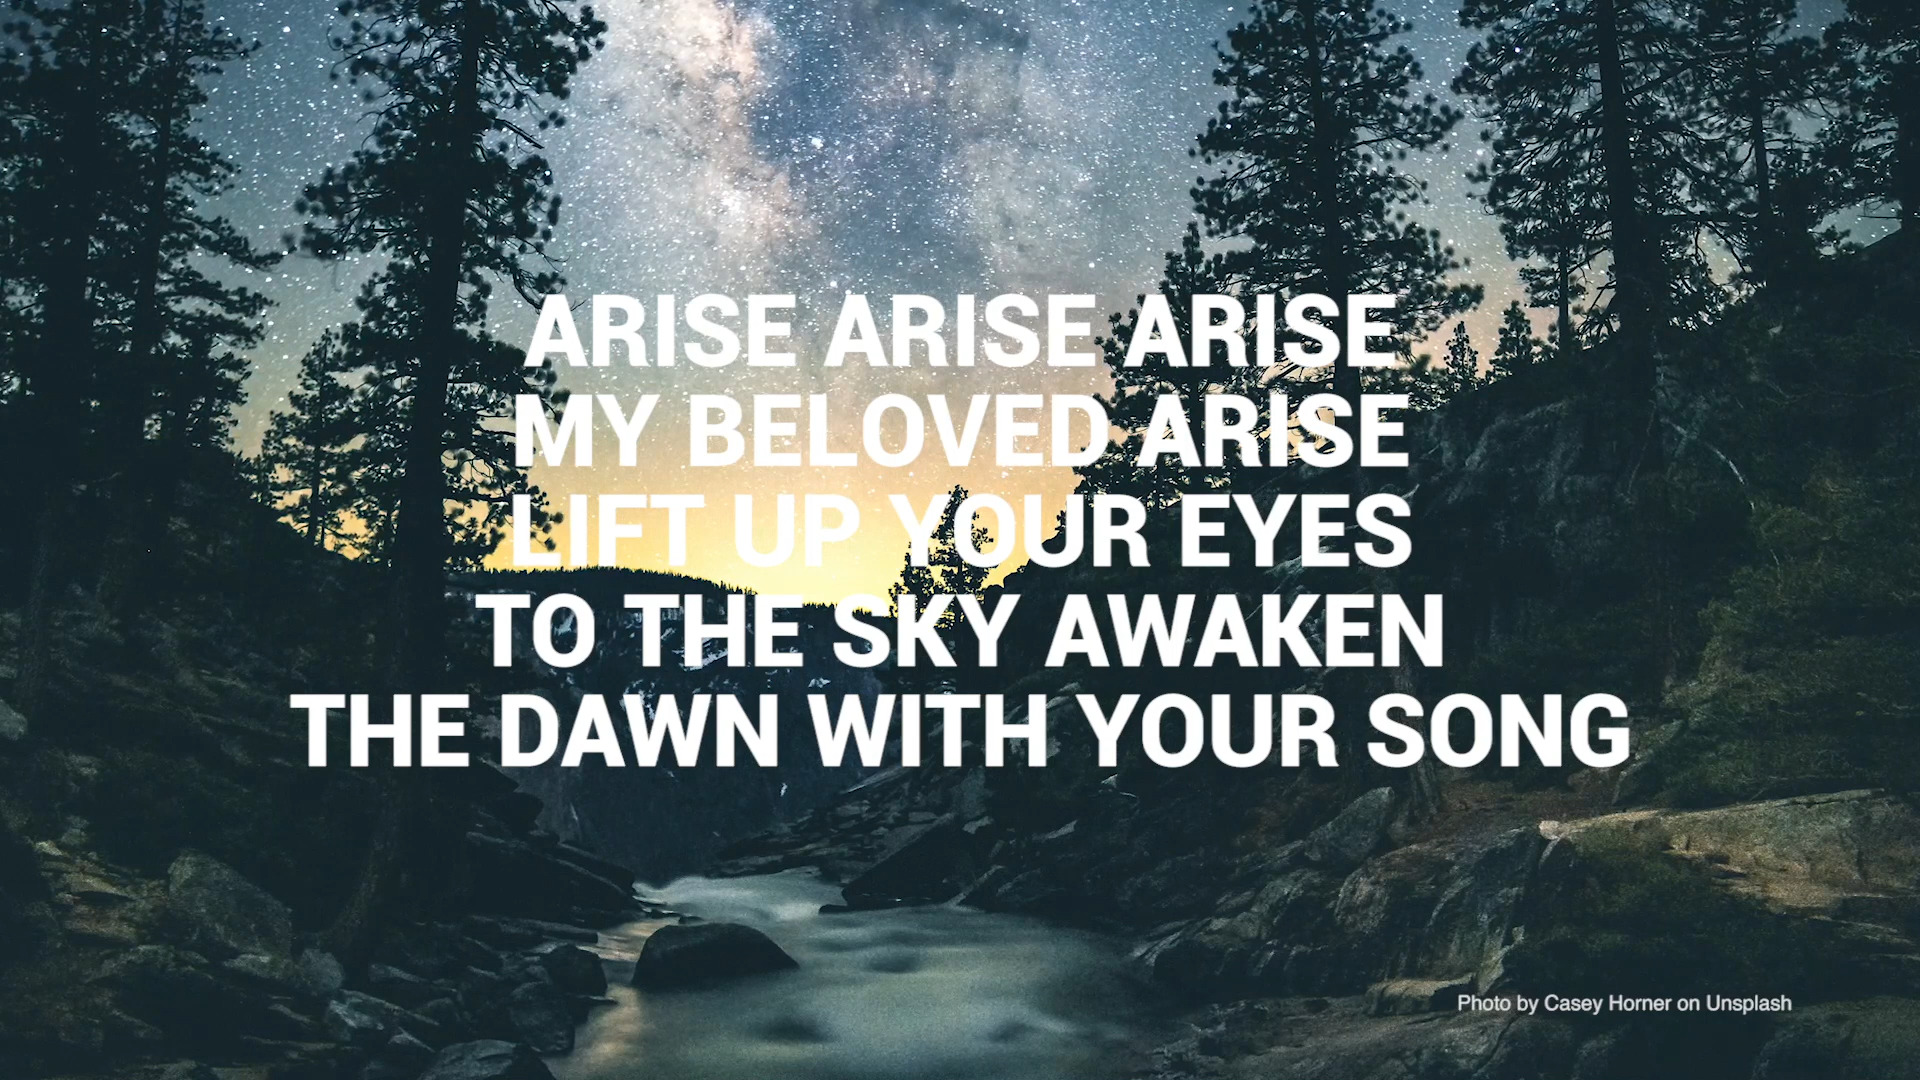 ARISE ARISE ARISE
MY BELOVED ARISE
LIFT UP YOUR EYES
TO THE SKY AWAKEN
THE DAWN WITH YOUR SONG
Photo by Casey Horner on Unsplash